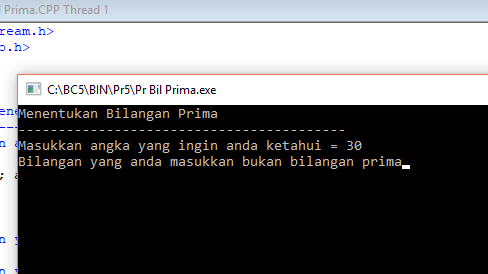 l Prima.CPP Thread 1
ream.h>
o.h>
C:\BC5\BIN\Pr5\Pr Bil Prima.exe
Menentukan Bilangan Prima
----------------------------------------
Masukkan angka yang ingin anda ketahui = 30
Bilangan yang anda masukkan bukan bilangan prima